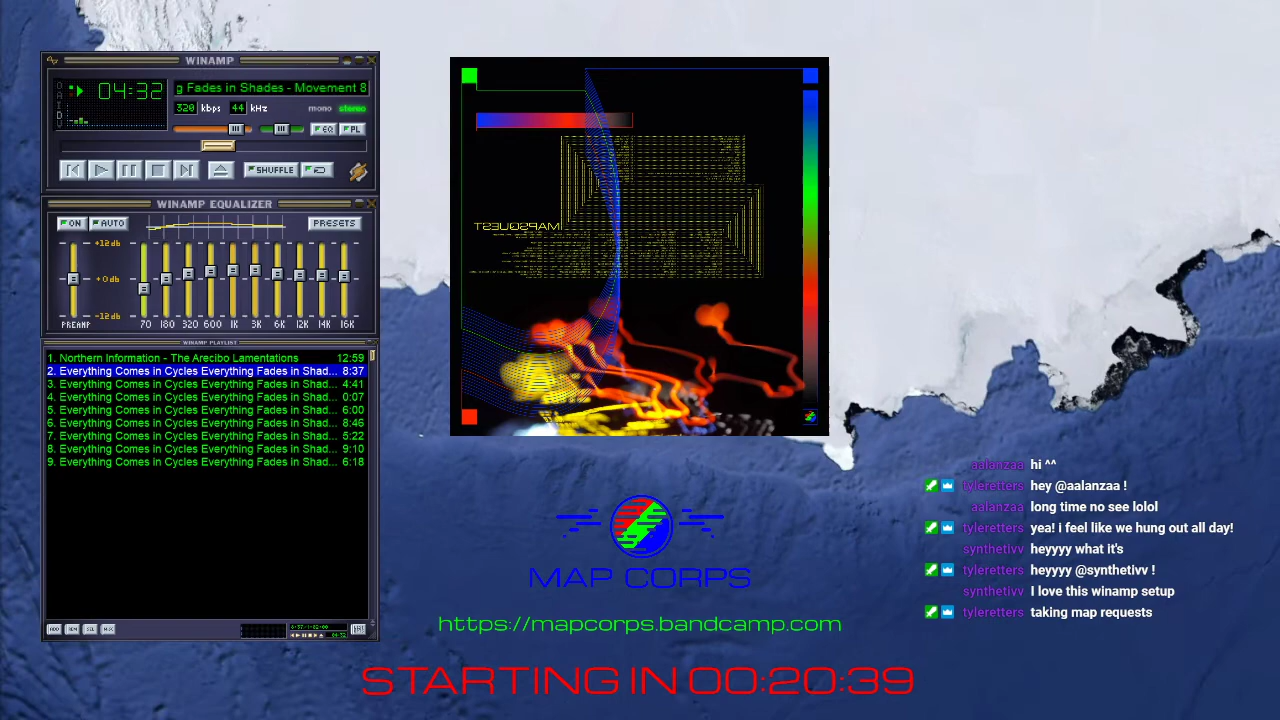 WINAMP
04:32
g Fades in Shades - Movement 8
320 kbps 44 kHz mono stereo
EQ PL
SHUFFLE
WINAMP EQUALIZER
ON AUTO PRESETS
+12db
+0db
-12db
PREAMP 70 180 320 600 1K 3K 6K 12K 14K 16K
WINAMP PLAYLIST
1. Northern Information - The Arecibo Lamentations 12:59
2. Everything Comes in Cycles Everything Fades in Shad... 8:37
3. Everything Comes in Cycles Everything Fades in Shad... 4:41
4. Everything Comes in Cycles Everything Fades in Shad... 0:07
5. Everything Comes in Cycles Everything Fades in Shad... 6:00
6. Everything Comes in Cycles Everything Fades in Shad... 8:46
7. Everything Comes in Cycles Everything Fades in Shad... 5:22
8. Everything Comes in Cycles Everything Fades in Shad... 9:10
9. Everything Comes in Cycles Everything Fades in Shad... 6:18
MAPSQUEST
MAP CORPS
https://mapcorps.bandcamp.com
STARTING IN 00:20:39
aalanzaa hi ^^
tyleretters hey @aalanzaa !
aalanzaa long time no see lolol
tyleretters yea! i feel like we hung out all day!
synthetivv heyyyy what it's
tyleretters heyyyy @synthetivv !
synthetivv I love this winamp setup
tyleretters taking map requests